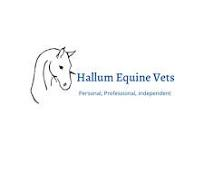 Hallum Equine Vets
Personal, Professional, Independent